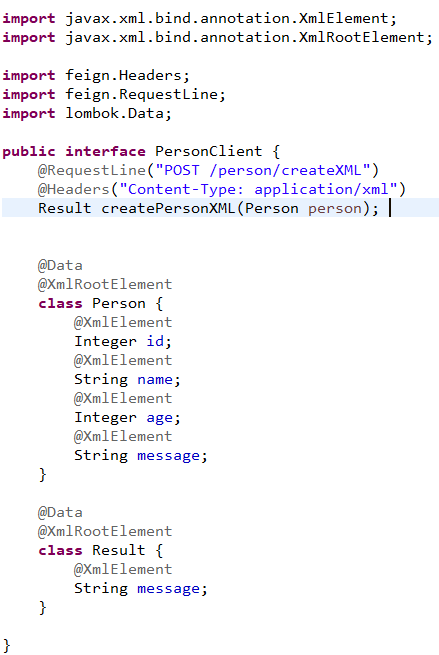 import javax.xml.bind.annotation.XmlElement;
import javax.xml.bind.annotation.XmlRootElement;
import feign.Headers;
import feign.RequestLine;
import lombok.Data;
public interface PersonClient {
@RequestLine("POST /person/createXML")
@Headers("Content-Type: application/xml")
Result createPersonXML(Person person);
@Data
@XmlRootElement
class Person {
@XmlElement
Integer id;
@XmlElement
String name;
@XmlElement
Integer age;
@XmlElement
String message;
}
@Data
@XmlRootElement
class Result {
@XmlElement
String message;
}
}